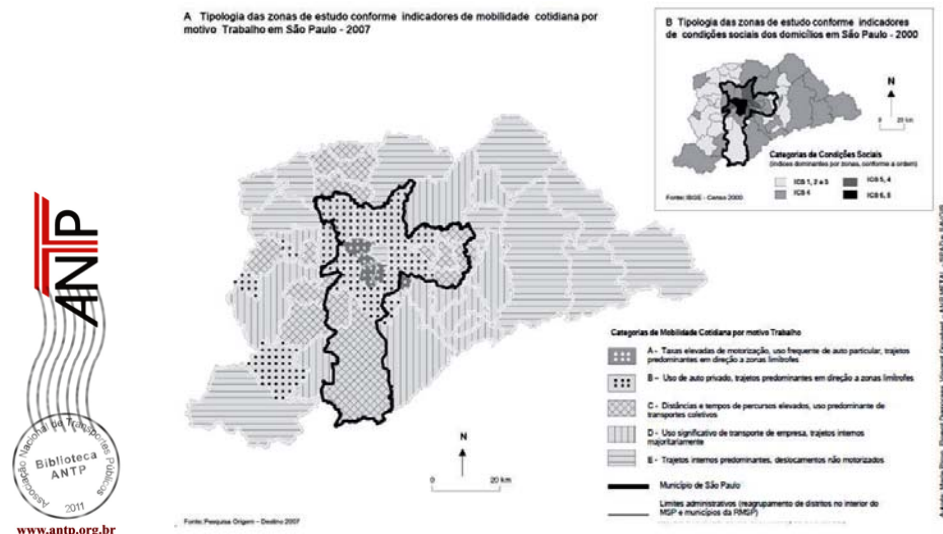 A Tipologia das zonas de estudo conforme indicadores de mobilidade cotidiana por
motivo Trabalho em São Paulo - 2007
B Tipologia das zonas de estudo conforme indicadores
de condições sociais dos domicílios em São Paulo - 2000
N
0 20 km
Categorias de Condições Sociais
(índices dominantes por zonas, conforme a ordem)
ICS 1, 2 e 3
ICS 5, 4
ICS 4
ICS 6, 5
Fonte: IBGE - Censo 2000
Categorias de Mobilidade Cotidiana por motivo Trabalho
A - Taxas elevadas de motorização, uso frequente de auto particular, trajetos
predominantes em direção a zonas limítrofes
B - Uso de auto privado, trajetos predominantes em direção a zonas limítrofes
C - Distâncias e tempos de percursos elevados, uso predominante de
transportes coletivos
D - Uso significativo de transporte de empresa, trajetos internos
majoritariamente
E - Trajetos internos predominantes, deslocamentos não motorizados
Município de São Paulo
Limites administrativos (reagrupamento de distritos no interior do
MSP e municípios da RMSP)
N
0 20 km
Fonte: Pesquisa Origem - Destino 2007
ANTP
Associação Nacional de Transportes Públicos
Biblioteca
ANTP
2011
www.antp.org.br